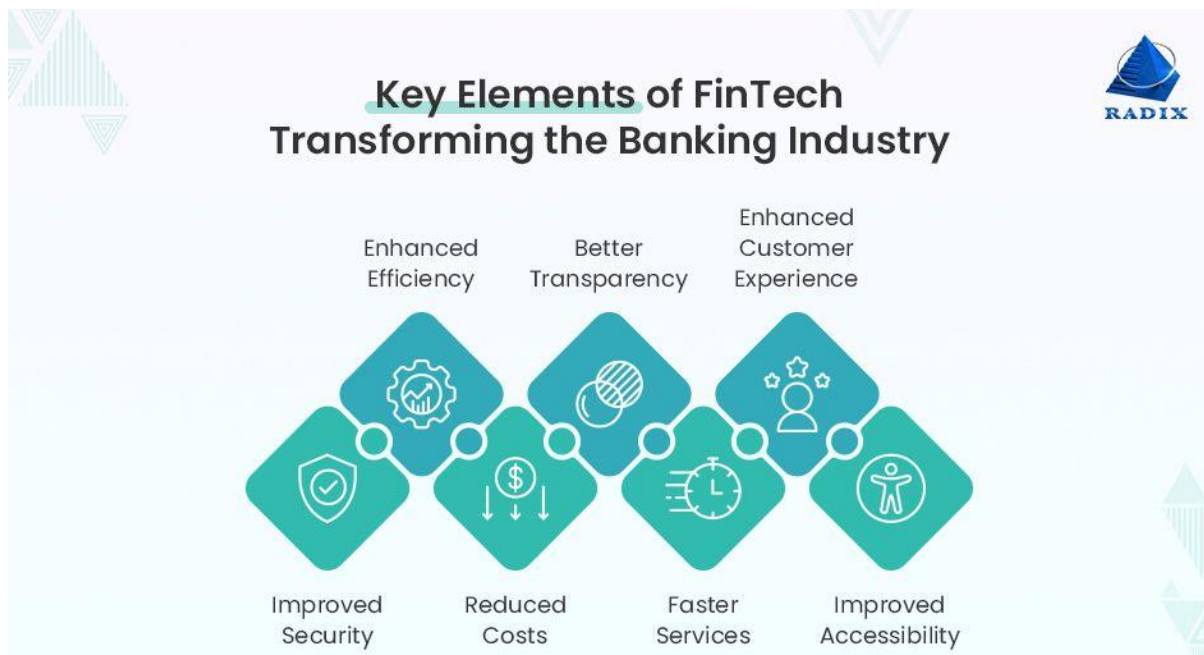 Key Elements of FinTech
Transforming the Banking Industry
RADIX
Enhanced
Efficiency
Better
Transparency
Enhanced
Customer
Experience
$
Improved
Security
Reduced
Costs
Faster
Services
Improved
Accessibility